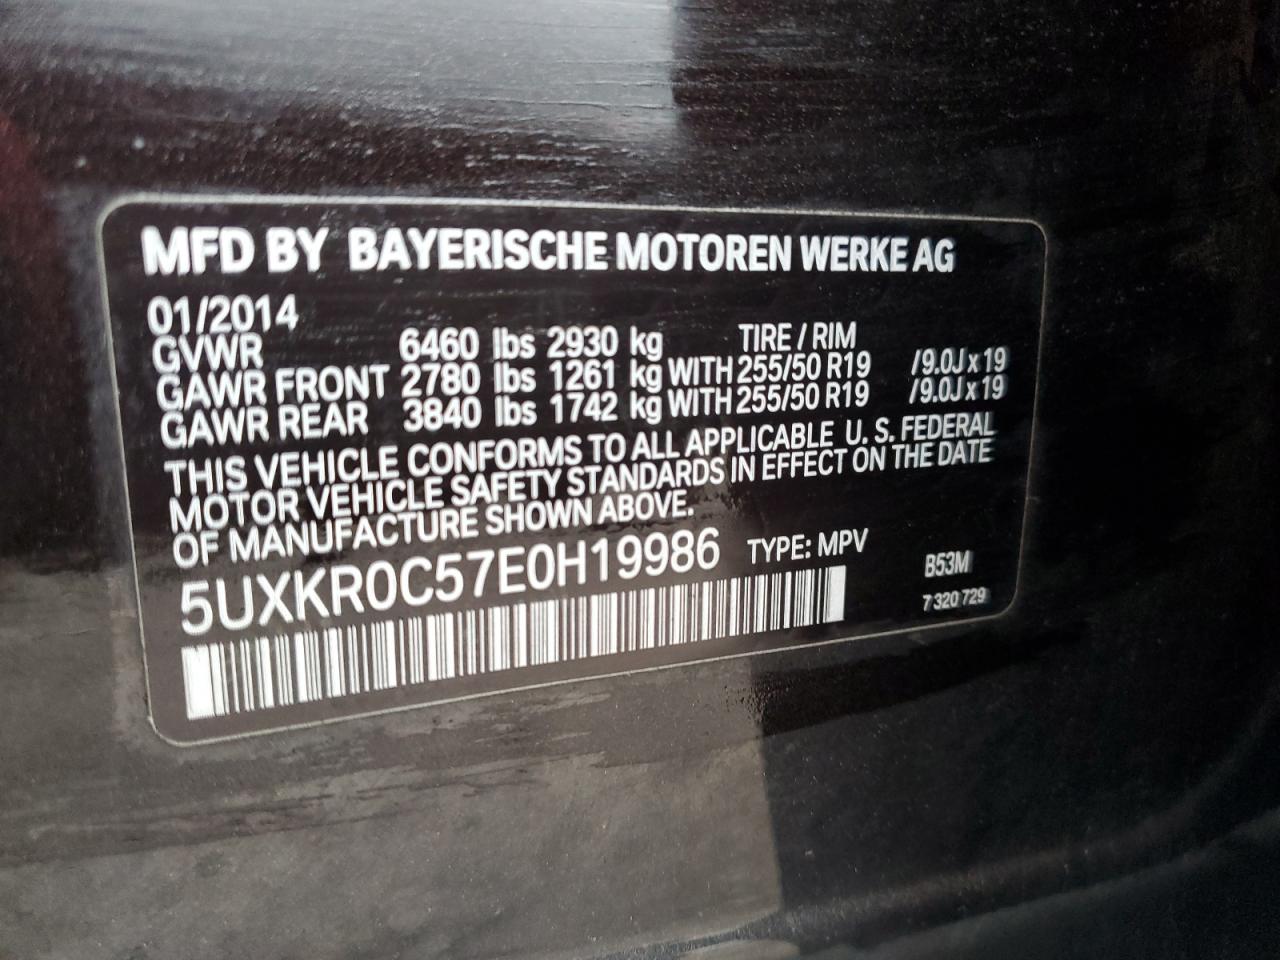 MFD BY BAYERISCHE MOTOREN WERKE AG
01/2014
GVWR 6460 lbs 2930 kg TIRE / RIM
GAWR FRONT 2780 lbs 1261 kg WITH 255/50 R19 /9.0J x 19
GAWR REAR 3840 lbs 1742 kg WITH 255/50 R19 /9.0J x 19
THIS VEHICLE CONFORMS TO ALL APPLICABLE U. S. FEDERAL
MOTOR VEHICLE SAFETY STANDARDS IN EFFECT ON THE DATE
OF MANUFACTURE SHOWN ABOVE.
5UXKR0C57E0H19986 TYPE: MPV B53M
7 320 729